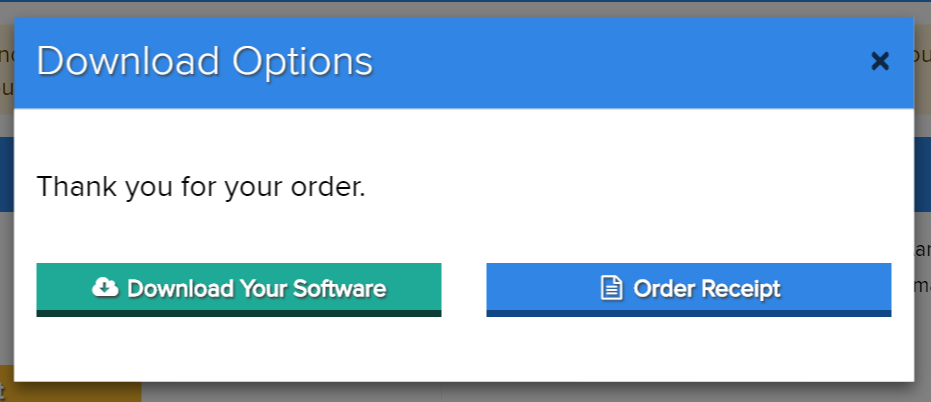 Download Options
Thank you for your order.
Download Your Software
Order Receipt